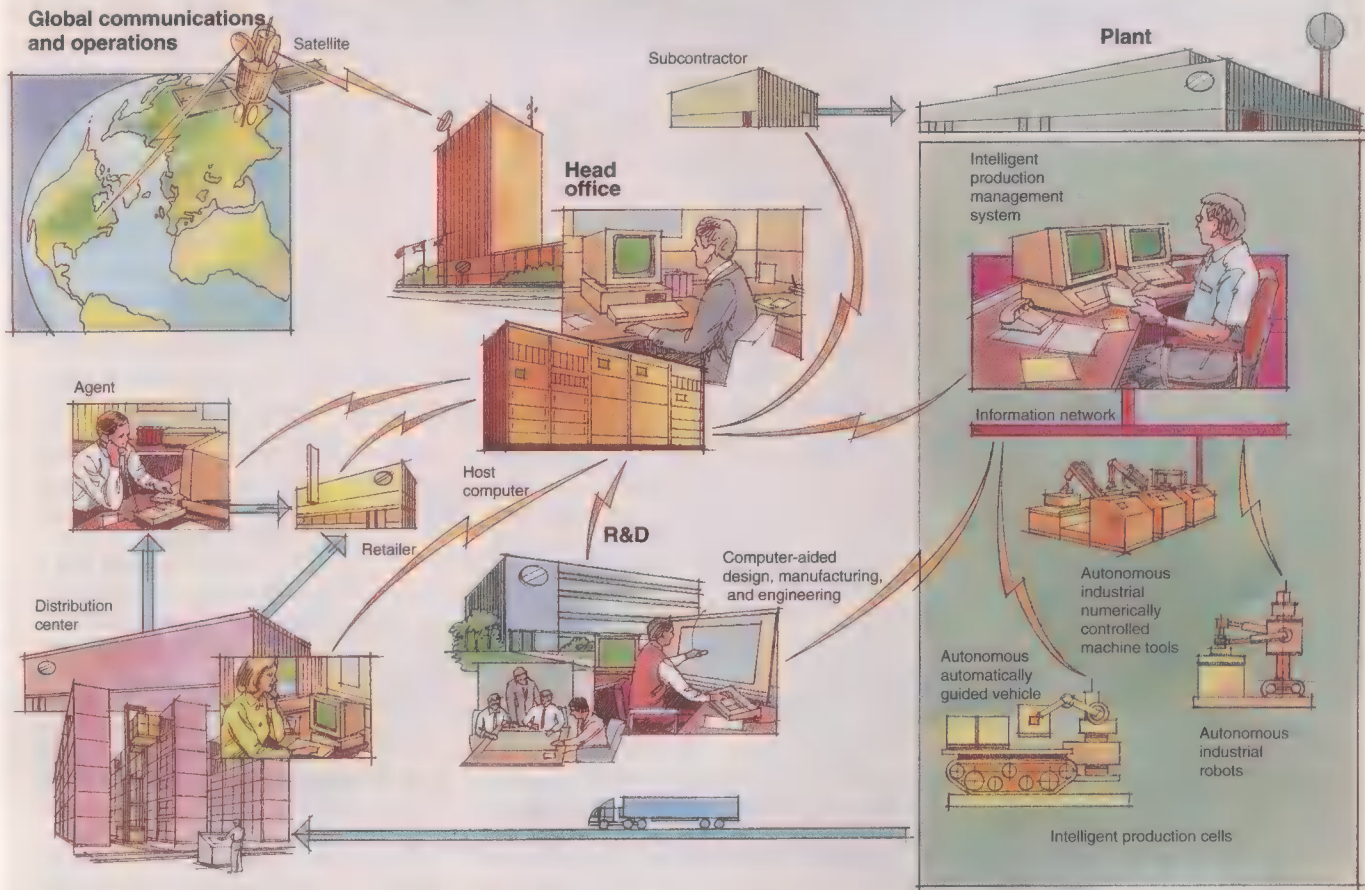 Global communications
and operations
Satellite
Subcontractor
Plant
Head
office
Intelligent
production
management
system
Agent
Information network
Host
computer
Retailer
R&D
Computer-aided
design, manufacturing,
and engineering
Distribution
center
Autonomous
industrial
numerically
controlled
machine tools
Autonomous
automatically
guided vehicle
Autonomous
industrial
robots
Intelligent production cells